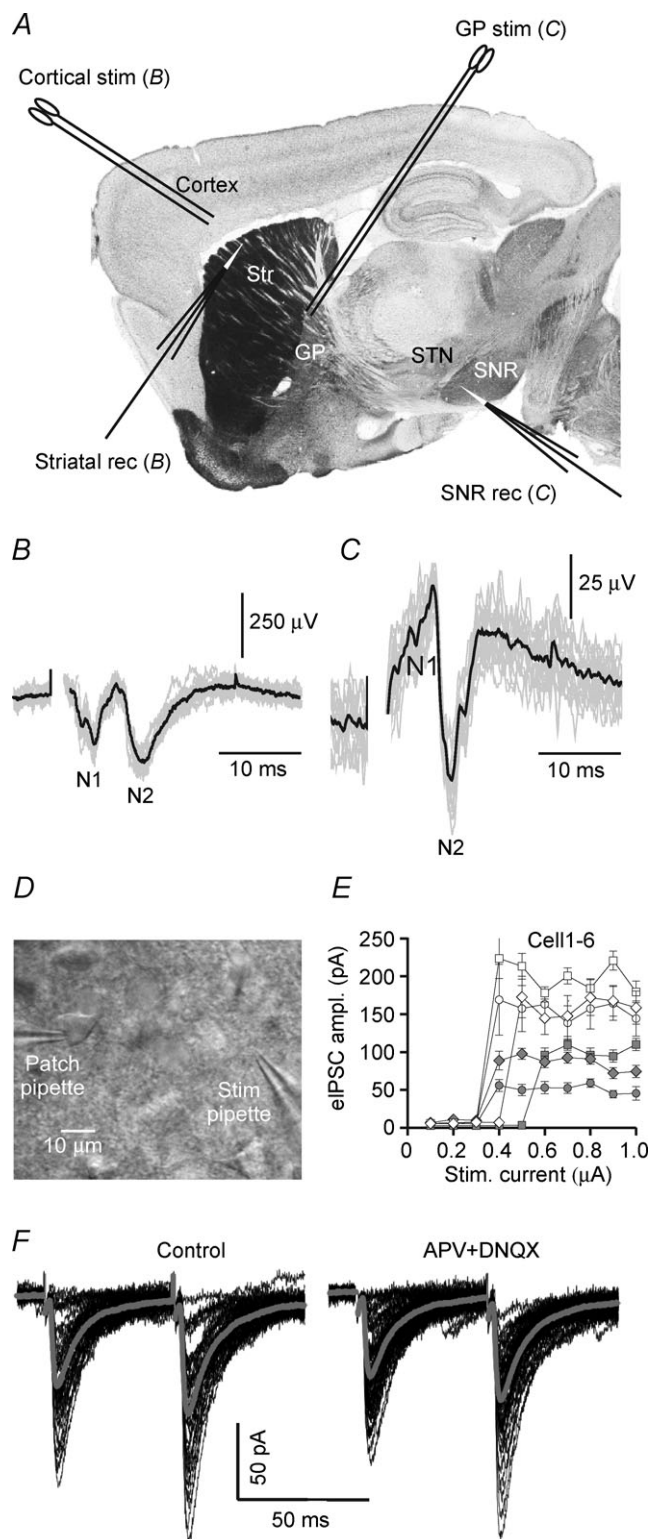 A
GP stim (C)
Cortical stim (B)
Cortex
Str
GP
STN
SNR
Striatal rec (B)
SNR rec (C)
B
250 μV
N1
N2
10 ms
C
25 μV
N1
10 ms
N2
D
Patch
pipette
Stim
pipette
10 μm
E
Cell1-6
eIPSC ampl. (pA)
250
200
150
100
50
0
0
0.2
0.4
0.6
0.8
1.0
Stim. current (μA)
F
Control
APV+DNQX
50 pA
50 ms